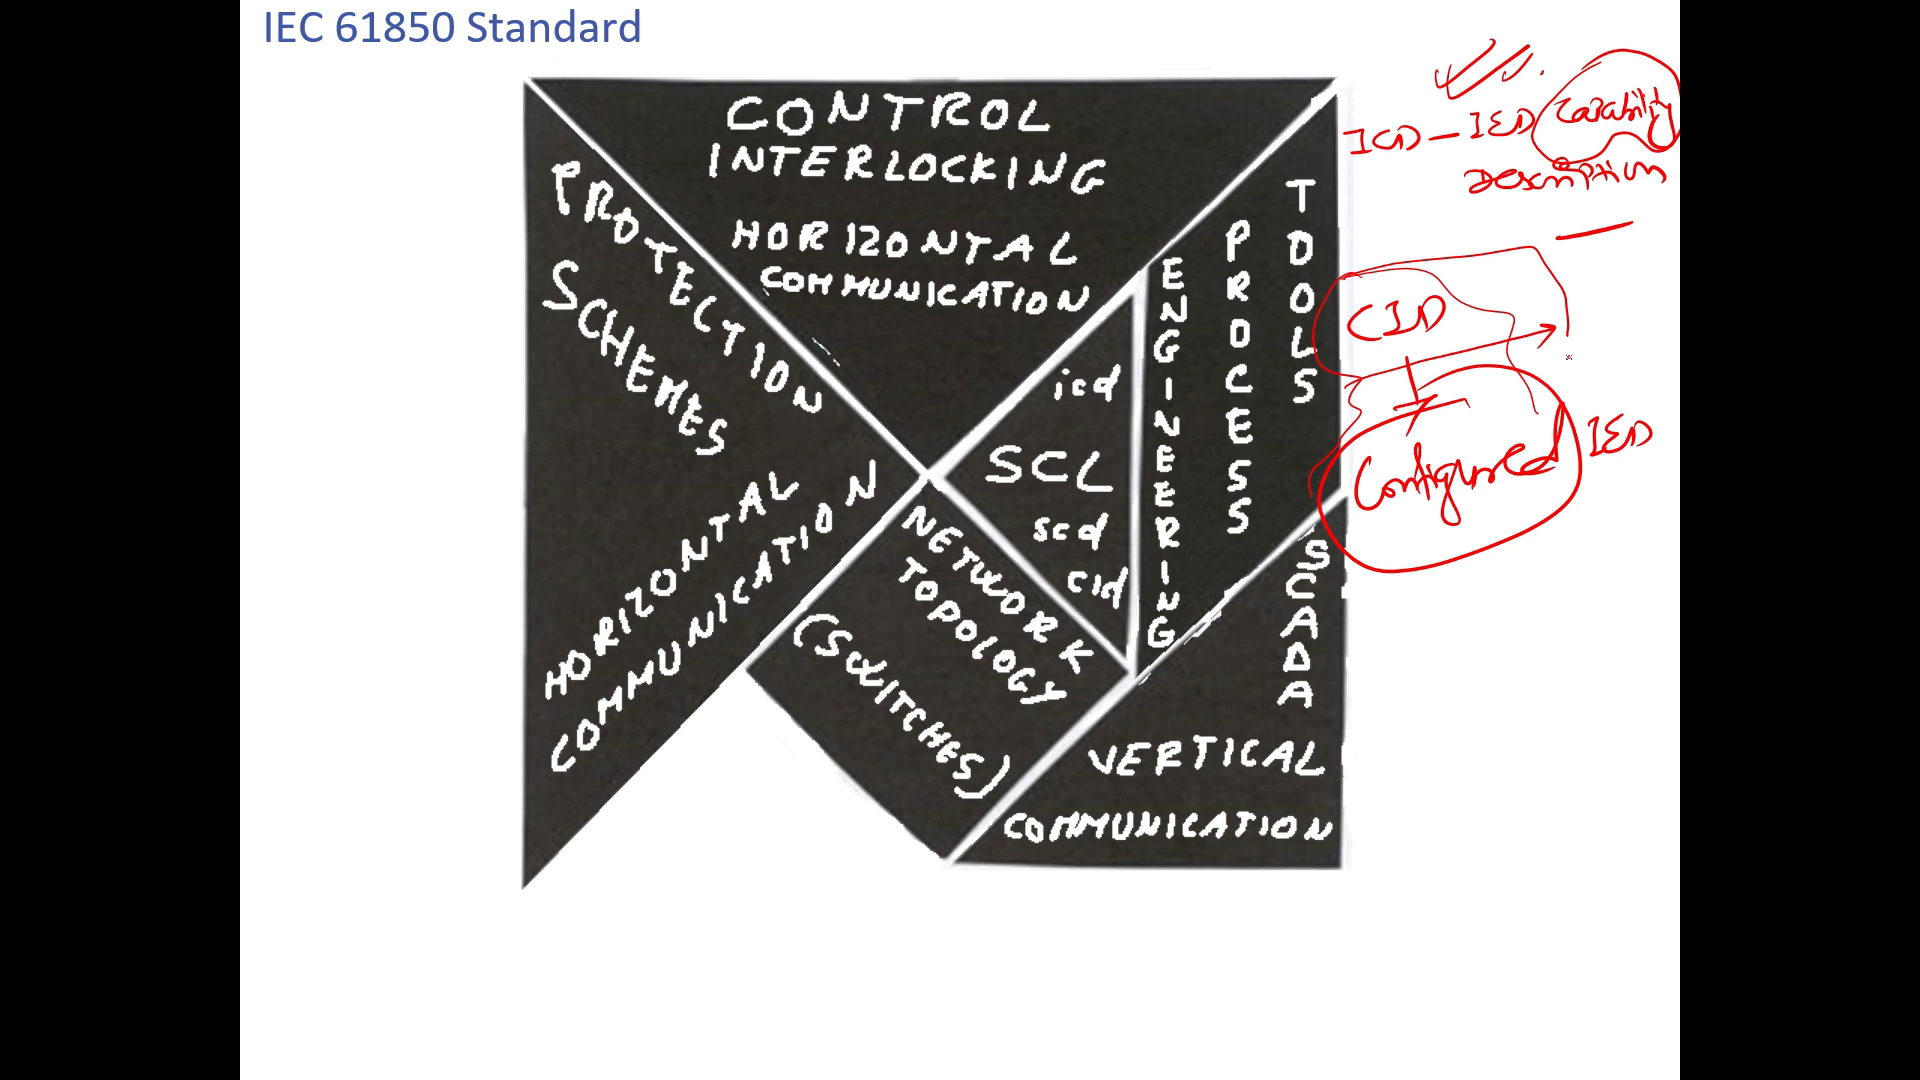 IEC 61850 Standard
CONTROL
INTERLOCKING
HORIZONTAL
COMMUNICATION
PROTECTION
SCHEMES
HORIZONTAL
COMMUNICATION
icd
SCL
scd
cid
ENGINEERING
PROCESS
TOOLS
NETWORK
TOPOLOGY
(SWITCHES)
SCADA
VERTICAL
COMMUNICATION
ICD - IED Capability
Description
CID
Configured IED